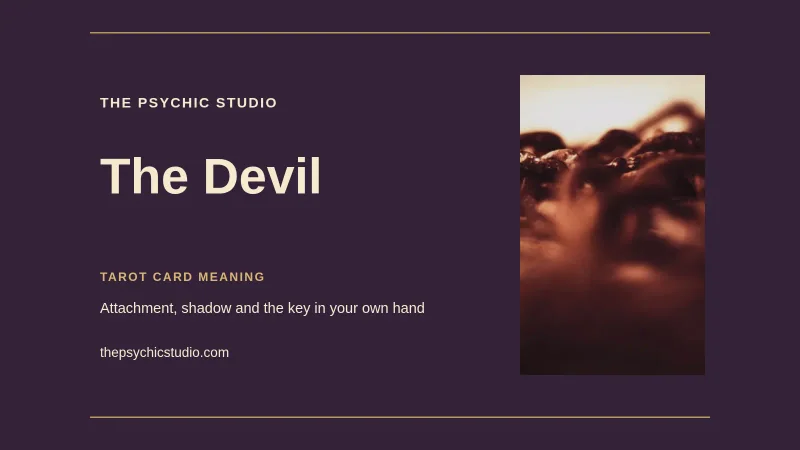 THE PSYCHIC STUDIO
The Devil
TAROT CARD MEANING
Attachment, shadow and the key in your own hand
thepsychicstudio.com